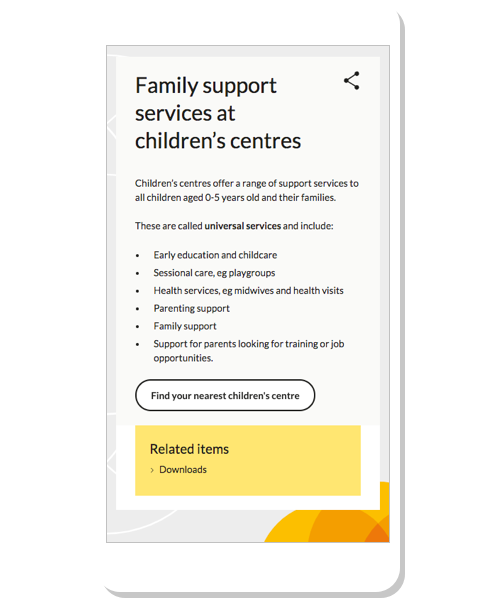 Family support
services at
children’s centres
Children's centres offer a range of support services to
all children aged 0-5 years old and their families.
These are called universal services and include:
• Early education and childcare
• Sessional care, eg playgroups
• Health services, eg midwives and health visits
• Parenting support
• Family support
• Support for parents looking for training or job
opportunities.
Find your nearest children's centre
Related items
› Downloads